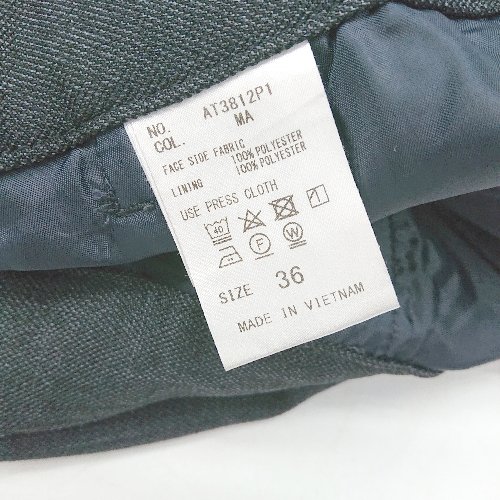 NO. AT3812P1
COL. MA
FACE SIDE FABRIC 100% POLYESTER
LINING 100% POLYESTER
USE PRESS CLOTH
40
F W
SIZE 36
MADE IN VIETNAM